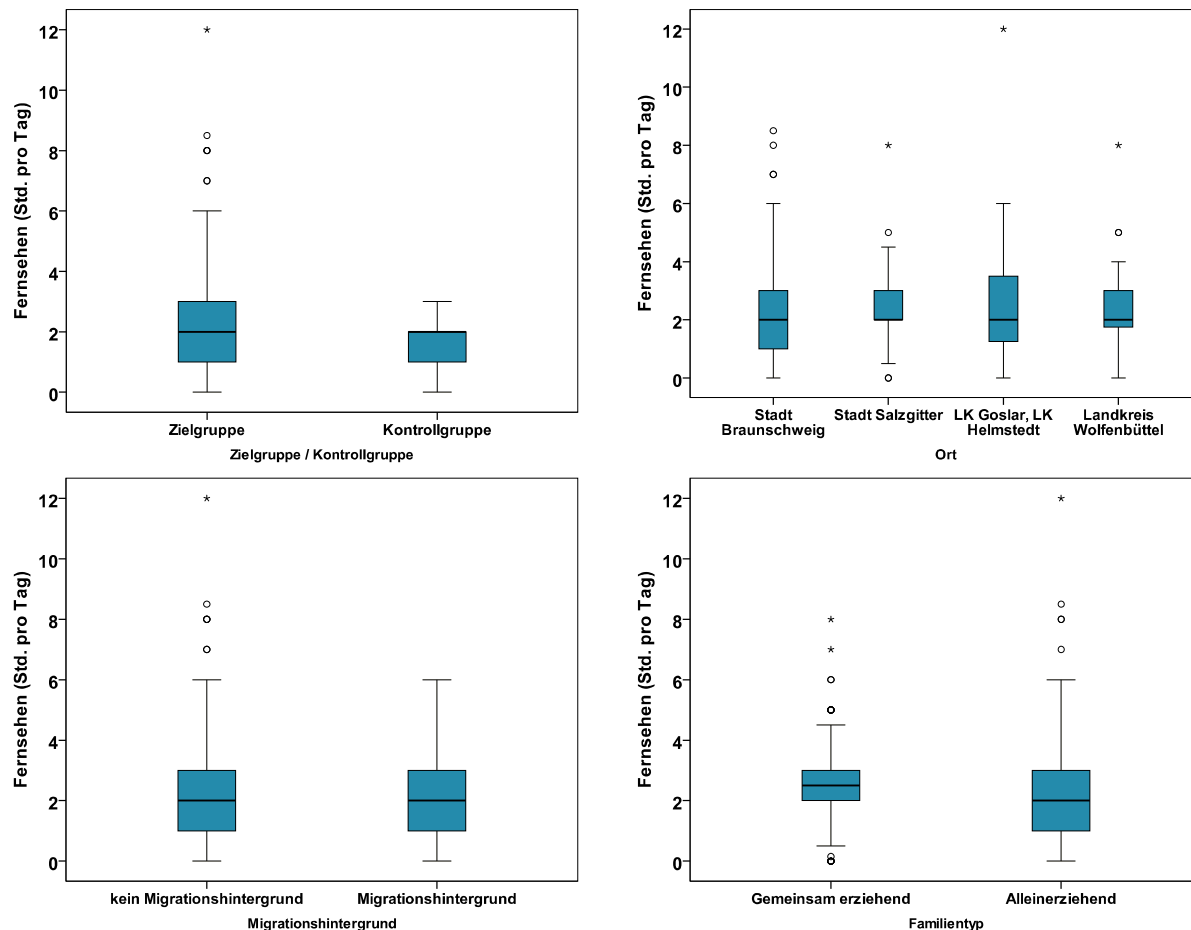 Fernsehen (Std. pro Tag)
12
10
8
6
4
2
0
Zielgruppe
Kontrollgruppe
Zielgruppe / Kontrollgruppe
Fernsehen (Std. pro Tag)
12
10
8
6
4
2
0
Stadt
Braunschweig
Stadt Salzgitter
LK Goslar, LK
Helmstedt
Landkreis
Wolfenbüttel
Ort
Fernsehen (Std. pro Tag)
12
10
8
6
4
2
0
kein Migrationshintergrund
Migrationshintergrund
Migrationshintergrund
Fernsehen (Std. pro Tag)
12
10
8
6
4
2
0
Gemeinsam erziehend
Alleinerziehend
Familientyp